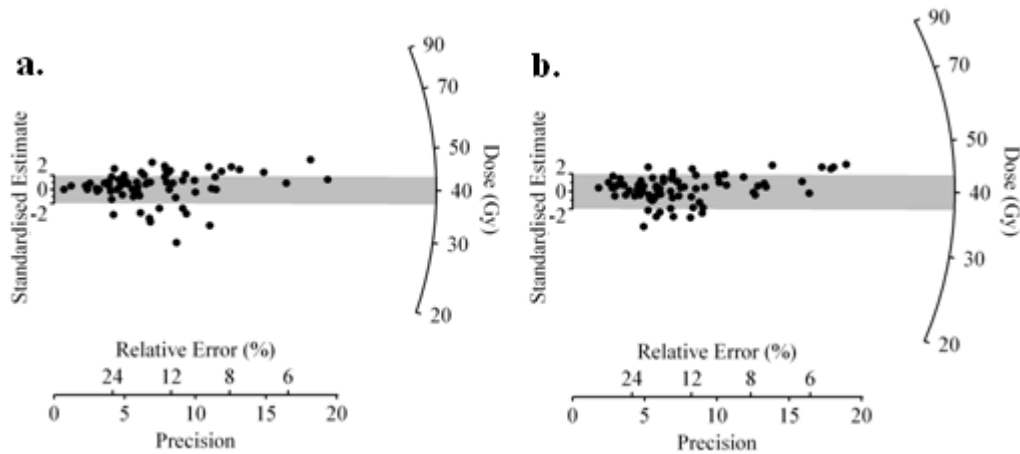 a.
Standardised Estimate
2
0
-2
90
70
50
40
30
20
Dose (Gy)
Relative Error (%)
24 12 8 6
0 5 10 15 20
Precision
b.
Standardised Estimate
2
0
-2
90
70
50
40
30
20
Dose (Gy)
Relative Error (%)
24 12 8 6
0 5 10 15 20
Precision